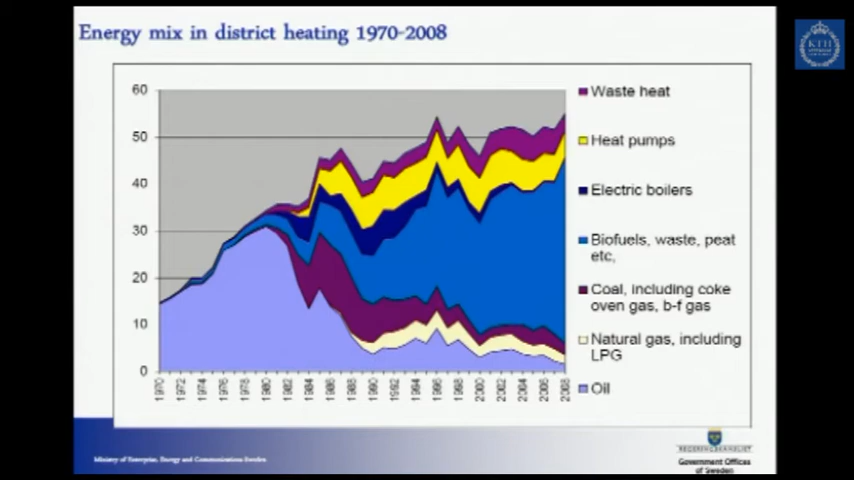 Energy mix in district heating 1970-2008
KTH
60
50
40
30
20
10
0
1970
1972
1974
1976
1978
1980
1982
1984
1986
1988
1990
1992
1994
1996
1998
2000
2002
2004
2006
2008
Waste heat
Heat pumps
Electric boilers
Biofuels, waste, peat
etc,
Coal, including coke
oven gas, b-f gas
Natural gas, including
LPG
Oil
Ministry of Enterprise, Energy and Communications Sweden
REGERINGSKANSLIET
Government Offices
of Sweden